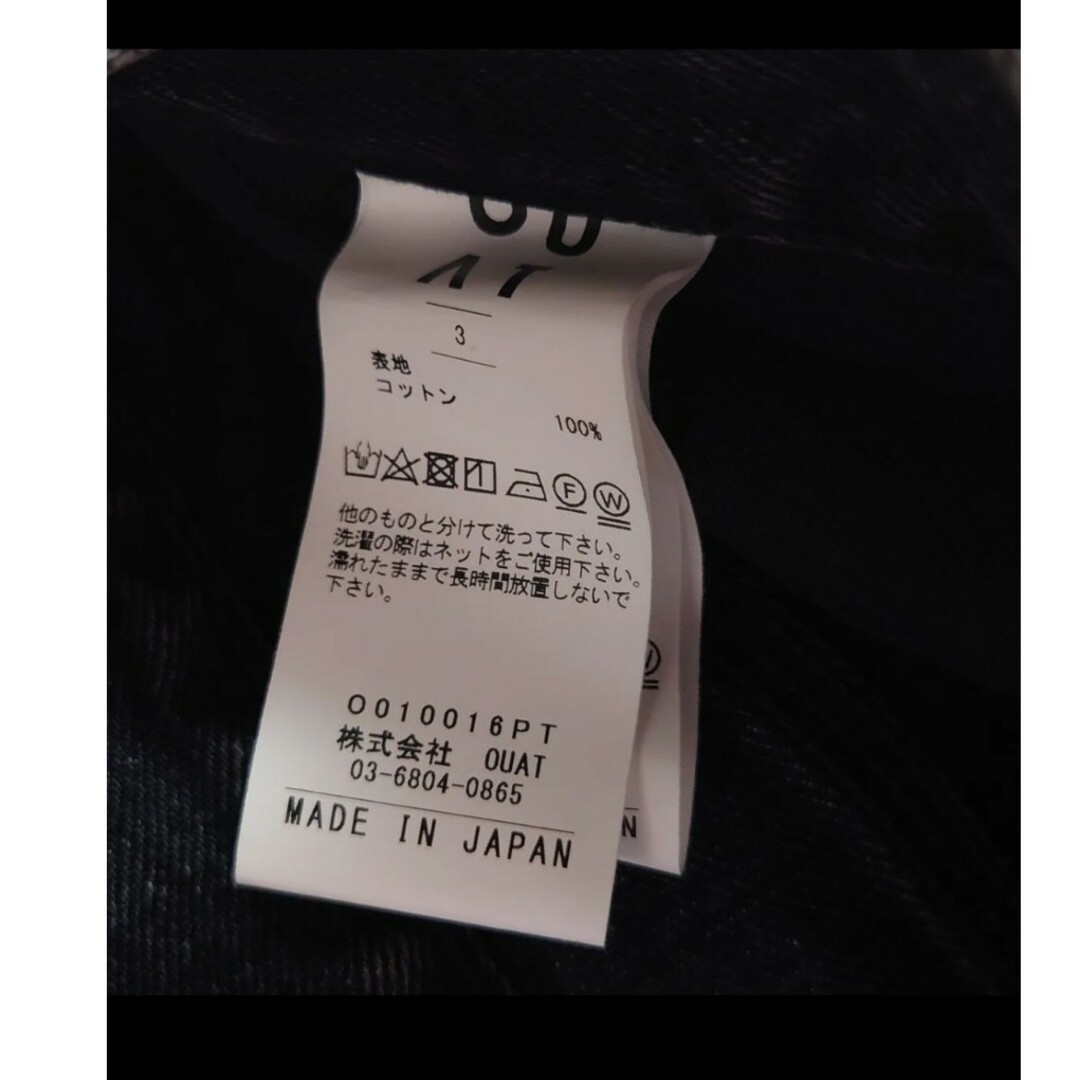 OU
AT
3
表地
コットン
100%
F W
他のものと分けて洗って下さい。
洗濯の際はネットをご使用下さい。
濡れたままで長時間放置しないで
下さい。
O010016PT
株式会社 OUAT
03-6804-0865
MADE IN JAPAN
N